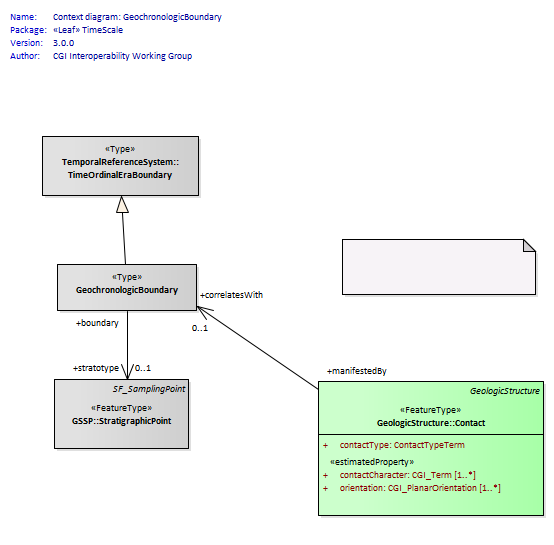 Name: Context diagram: GeochronologicBoundary
Package: «Leaf» TimeScale
Version: 3.0.0
Author: CGI Interoperability Working Group
«Type»
TemporalReferenceSystem::
TimeOrdinalEraBoundary
«Type»
GeochronologicBoundary
+correlatesWith
0..1
+boundary
+stratotype
0..1
SF_SamplingPoint
«FeatureType»
GSSP::StratigraphicPoint
+manifestedBy
GeologicStructure
«FeatureType»
GeologicStructure::Contact
+ contactType: ContactTypeTerm
«estimatedProperty»
+ contactCharacter: CGI_Term [1..*]
+ orientation: CGI_PlanarOrientation [1..*]